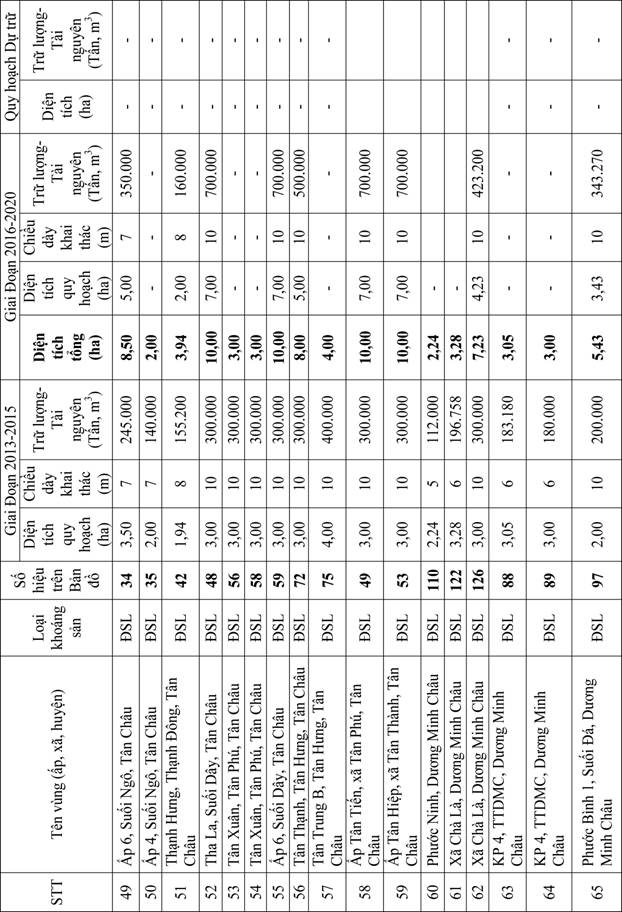 STT Tên vùng (ấp, xã, huyện) Loại khoáng sản Số hiệu trên Bản đồ Giai Đoạn 2013-2015 Diện tích tổng (ha) Giai Đoạn 2016-2020 Quy hoạch Dự trữ
Diện tích quy hoạch (ha) Chiều dày khai thác (m) Trữ lượng-Tài nguyên (Tấn, m³) Diện tích quy hoạch (ha) Chiều dày khai thác (m) Trữ lượng-Tài nguyên (Tấn, m³) Diện tích (ha) Trữ lượng-Tài nguyên (Tấn, m³)
49 Ấp 6, Suối Ngô, Tân Châu ĐSL 34 3,50 7 245.000 8,50 5,00 7 350.000 - -
50 Ấp 4, Suối Ngô, Tân Châu ĐSL 35 2,00 7 140.000 2,00 - - - - -
51 Thạnh Hưng, Thạnh Đông, Tân Châu ĐSL 42 1,94 8 155.200 3,94 2,00 8 160.000 - -
52 Tha La, Suối Dây, Tân Châu ĐSL 48 3,00 10 300.000 10,00 7,00 10 700.000 - -
53 Tân Xuân, Tân Phú, Tân Châu ĐSL 56 3,00 10 300.000 3,00 - - - - -
54 Tân Xuân, Tân Phú, Tân Châu ĐSL 58 3,00 10 300.000 3,00 - - - - -
55 Ấp 6, Suối Dây, Tân Châu ĐSL 59 3,00 10 300.000 10,00 7,00 10 700.000 - -
56 Tân Thạnh, Tân Hưng, Tân Châu ĐSL 72 3,00 10 300.000 8,00 5,00 10 500.000 - -
57 Tân Trung B, Tân Hưng, Tân Châu ĐSL 75 4,00 10 400.000 4,00 - - - - -
58 Ấp Tân Tiến, xã Tân Phú, Tân Châu ĐSL 49 3,00 10 300.000 10,00 7,00 10 700.000
59 Ấp Tân Hiệp, xã Tân Thành, Tân Châu ĐSL 53 3,00 10 300.000 10,00 7,00 10 700.000
60 Phước Ninh, Dương Minh Châu ĐSL 110 2,24 5 112.000 2,24 -
61 Xã Chà Là, Dương Minh Châu ĐSL 122 3,28 6 196.758 3,28 -
62 Xã Chà Là, Dương Minh Châu ĐSL 126 3,00 10 300.000 7,23 4,23 10 423.200
63 KP 4, TTDMC, Dương Minh Châu ĐSL 88 3,05 6 183.180 3,05 - - - - -
64 KP 4, TTDMC, Dương Minh Châu ĐSL 89 3,00 6 180.000 3,00 - - - - -
65 Phước Bình 1, Suối Đá, Dương Minh Châu ĐSL 97 2,00 10 200.000 5,43 3,43 10 343.270 - -